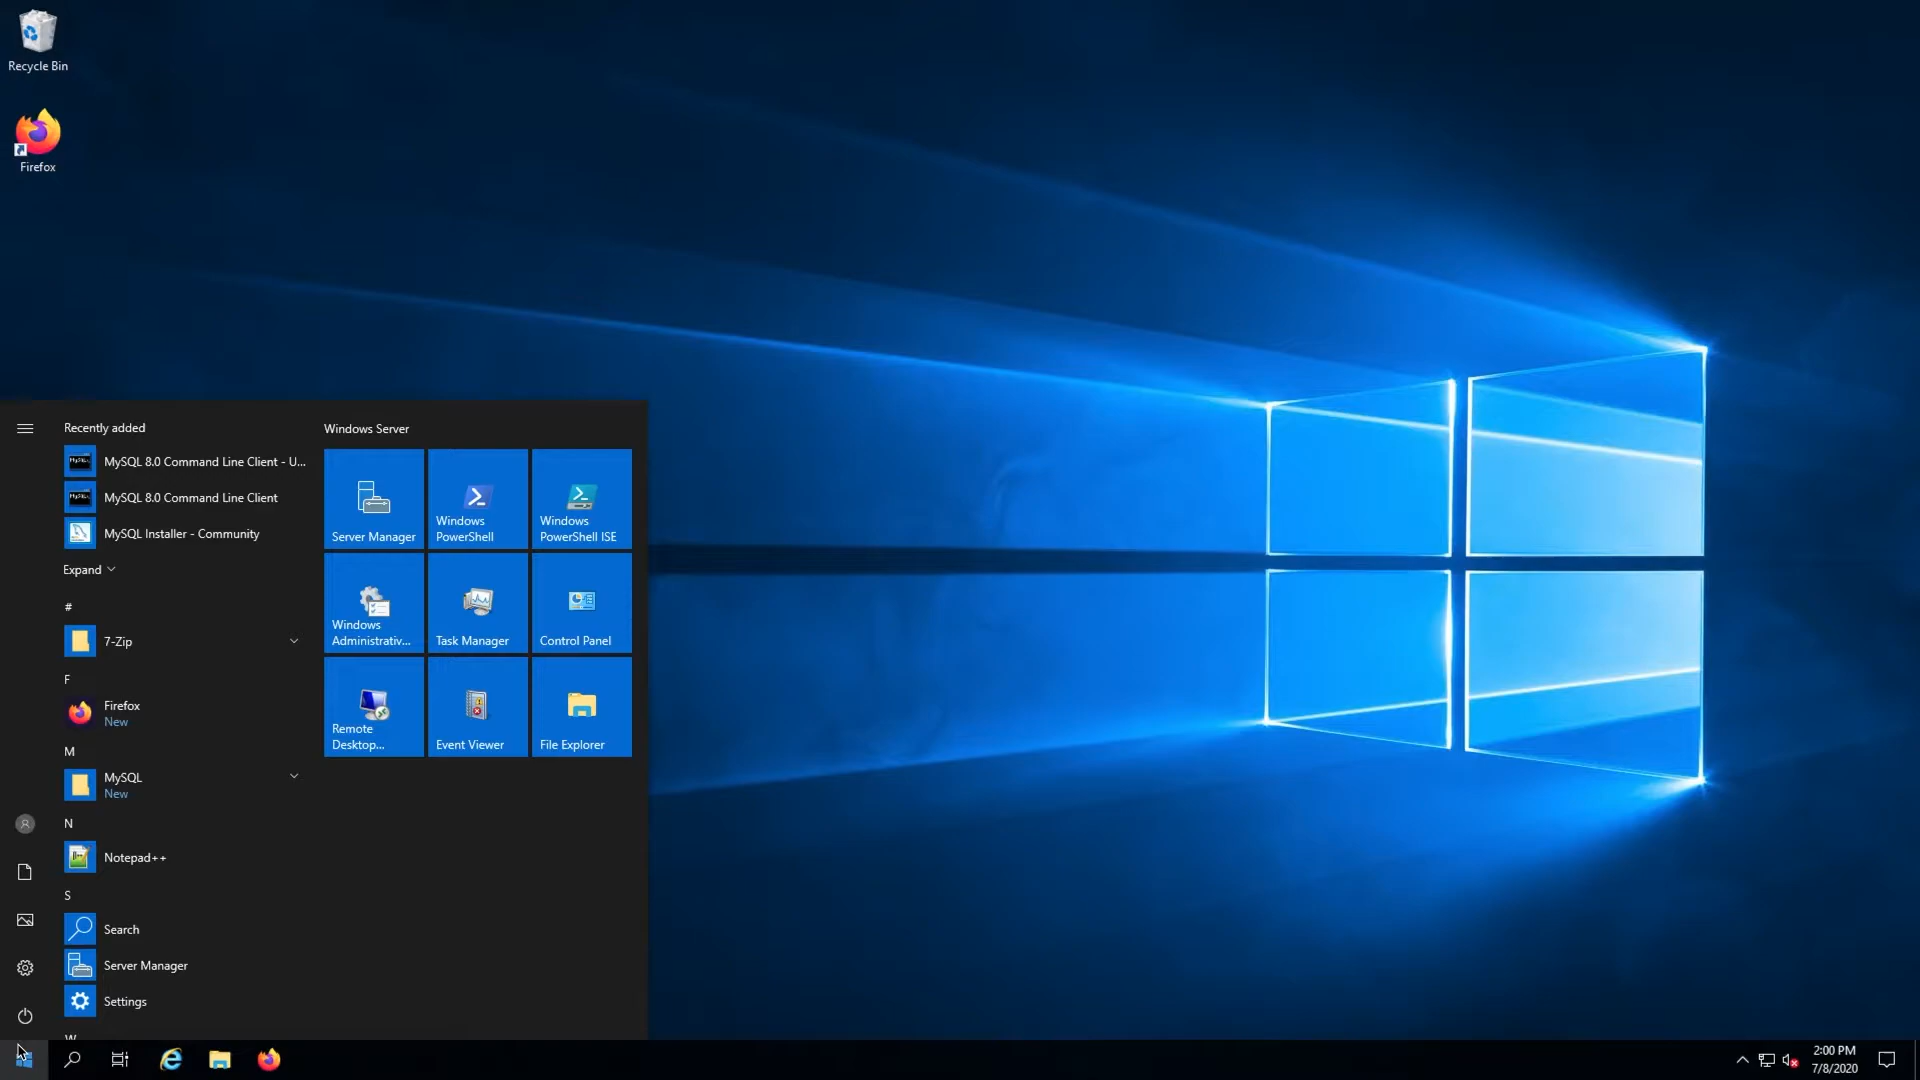 Recycle Bin
Firefox
Recently added
MySQL 8.0 Command Line Client - U...
MySQL 8.0 Command Line Client
MySQL Installer - Community
Expand
#
7-Zip
F
Firefox
New
M
MySQL
New
N
Notepad++
S
Search
Server Manager
Settings
W
Windows Server
Server Manager
Windows
PowerShell
Windows
PowerShell ISE
Windows
Administrativ...
Task Manager
Control Panel
Remote
Desktop...
Event Viewer
File Explorer
2:00 PM
7/8/2020